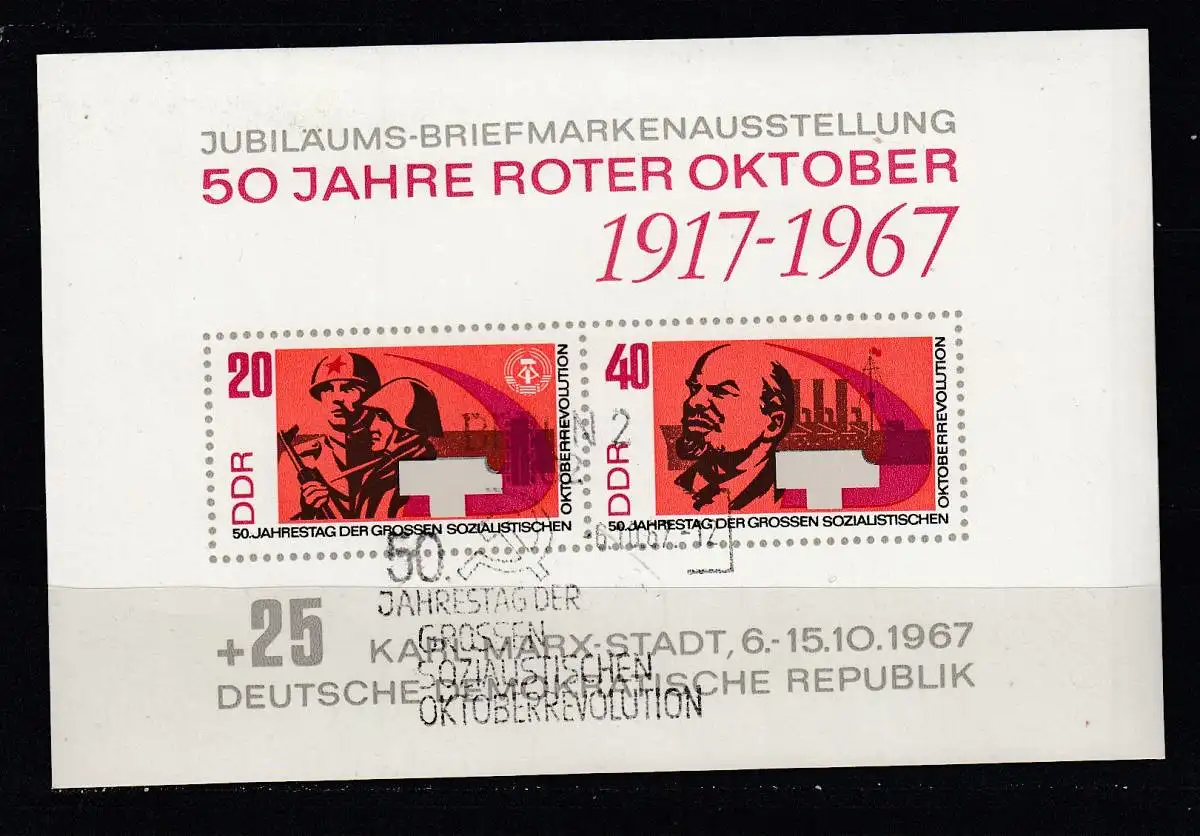 JUBILÄUMS-BRIEFMARKENAUSSTELLUNG
50 JAHRE ROTER OKTOBER
1917-1967
20
DDR
50. JAHRESTAG DER GROSSEN SOZIALISTISCHEN
OKTOBERREVOLUTION
40
DDR
50. JAHRESTAG DER GROSSEN SOZIALISTISCHEN
OKTOBERREVOLUTION
BERLIN 2
50.
JAHRESTAG DER
GROSSEN
SOZIALISTISCHEN
OKTOBERREVOLUTION
+25
KARL-MARX-STADT, 6.-15.10.1967
DEUTSCHE DEMOKRATISCHE REPUBLIK